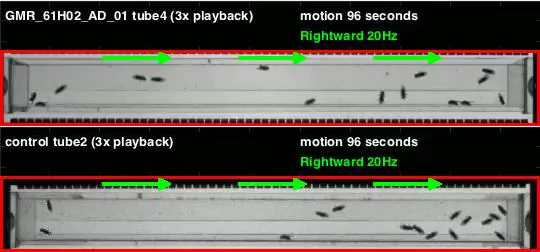 GMR_61H02_AD_01 tube4 (3x playback) motion 96 seconds
Rightward 20Hz
control tube2 (3x playback) motion 96 seconds
Rightward 20Hz